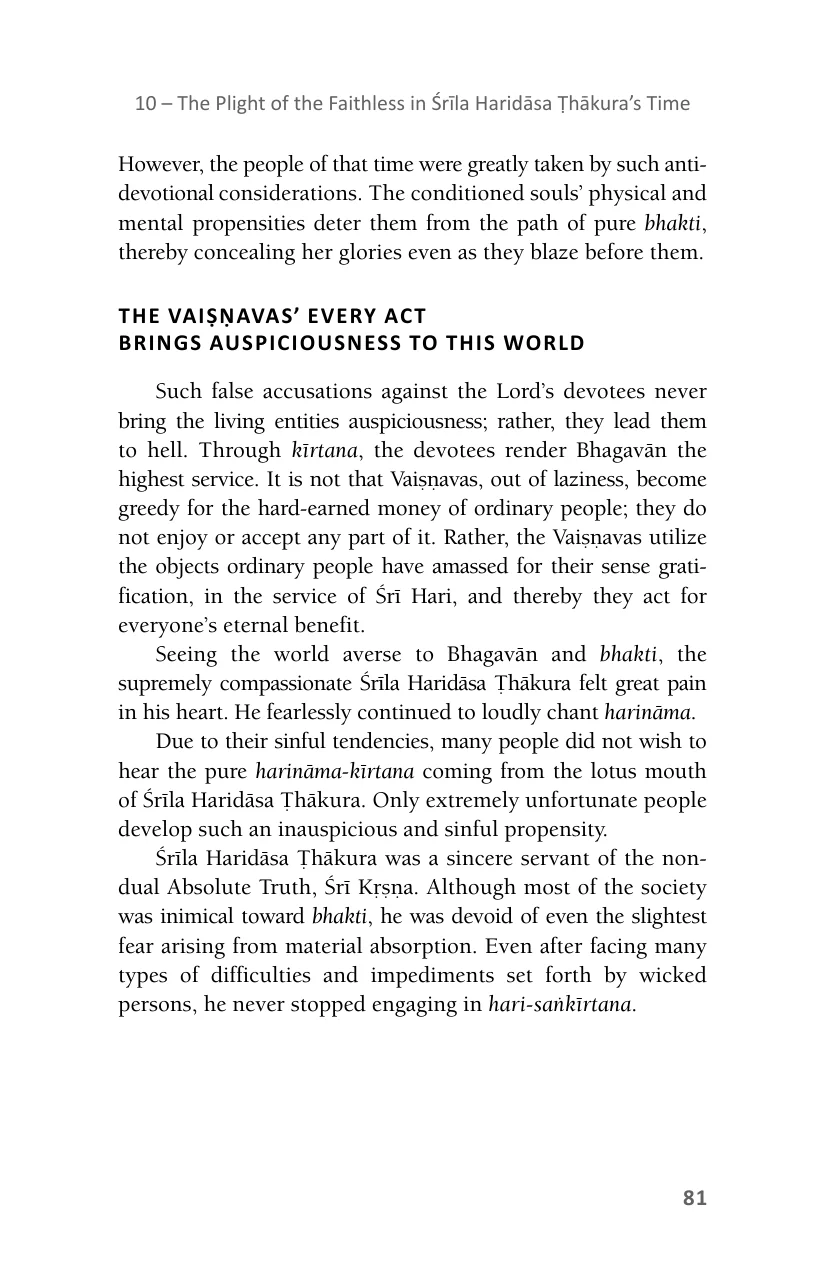 10 – The Plight of the Faithless in Śrīla Haridāsa Ṭhākura’s Time
However, the people of that time were greatly taken by such anti-
devotional considerations. The conditioned souls’ physical and
mental propensities deter them from the path of pure bhakti,
thereby concealing her glories even as they blaze before them.
THE VAIṢṆAVAS’ EVERY ACT
BRINGS AUSPICIOUSNESS TO THIS WORLD
Such false accusations against the Lord’s devotees never
bring the living entities auspiciousness; rather, they lead them
to hell. Through kīrtana, the devotees render Bhagavān the
highest service. It is not that Vaiṣṇavas, out of laziness, become
greedy for the hard-earned money of ordinary people; they do
not enjoy or accept any part of it. Rather, the Vaiṣṇavas utilize
the objects ordinary people have amassed for their sense grati-
fication, in the service of Śrī Hari, and thereby they act for
everyone’s eternal benefit.
Seeing the world averse to Bhagavān and bhakti, the
supremely compassionate Śrīla Haridāsa Ṭhākura felt great pain
in his heart. He fearlessly continued to loudly chant harināma.
Due to their sinful tendencies, many people did not wish to
hear the pure harināma-kīrtana coming from the lotus mouth
of Śrīla Haridāsa Ṭhākura. Only extremely unfortunate people
develop such an inauspicious and sinful propensity.
Śrīla Haridāsa Ṭhākura was a sincere servant of the non-
dual Absolute Truth, Śrī Kṛṣṇa. Although most of the society
was inimical toward bhakti, he was devoid of even the slightest
fear arising from material absorption. Even after facing many
types of difficulties and impediments set forth by wicked
persons, he never stopped engaging in hari-saṅkīrtana.
81